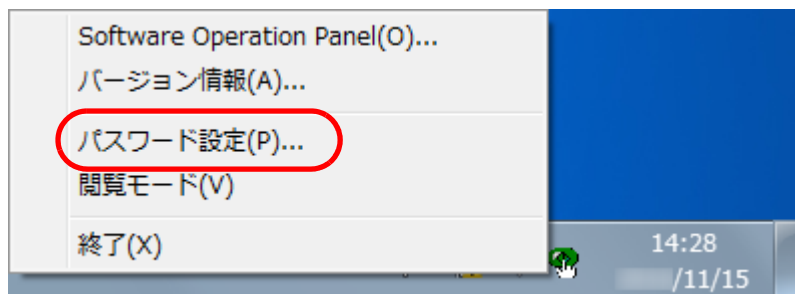 Software Operation Panel(O)...
バージョン情報(A)...
パスワード設定(P)...
閲覧モード(V)
終了(X)
14:28
/11/15